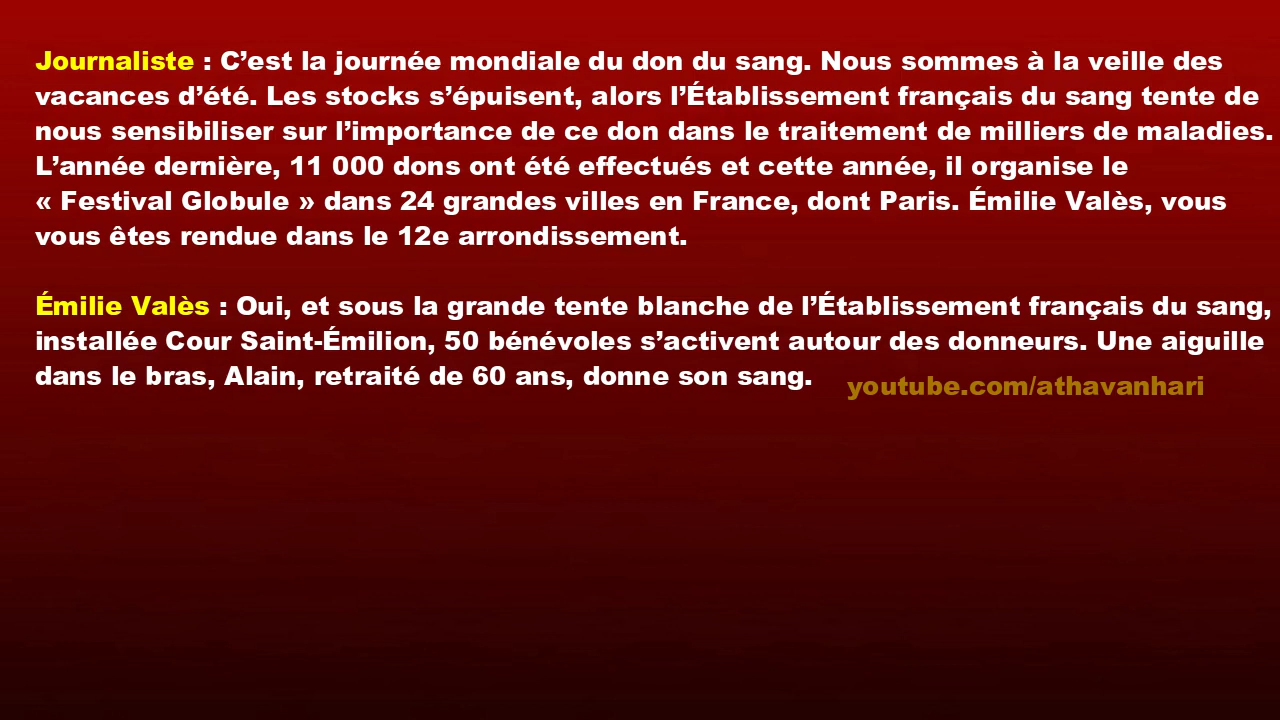 Journaliste : C’est la journée mondiale du don du sang. Nous sommes à la veille des
vacances d’été. Les stocks s’épuisent, alors l’Établissement français du sang tente de
nous sensibiliser sur l’importance de ce don dans le traitement de milliers de maladies.
L’année dernière, 11 000 dons ont été effectués et cette année, il organise le
« Festival Globule » dans 24 grandes villes en France, dont Paris. Émilie Valès, vous
vous êtes rendue dans le 12e arrondissement.
Émilie Valès : Oui, et sous la grande tente blanche de l’Établissement français du sang,
installée Cour Saint-Émilion, 50 bénévoles s’activent autour des donneurs. Une aiguille
dans le bras, Alain, retraité de 60 ans, donne son sang.
youtube.com/athavanhari